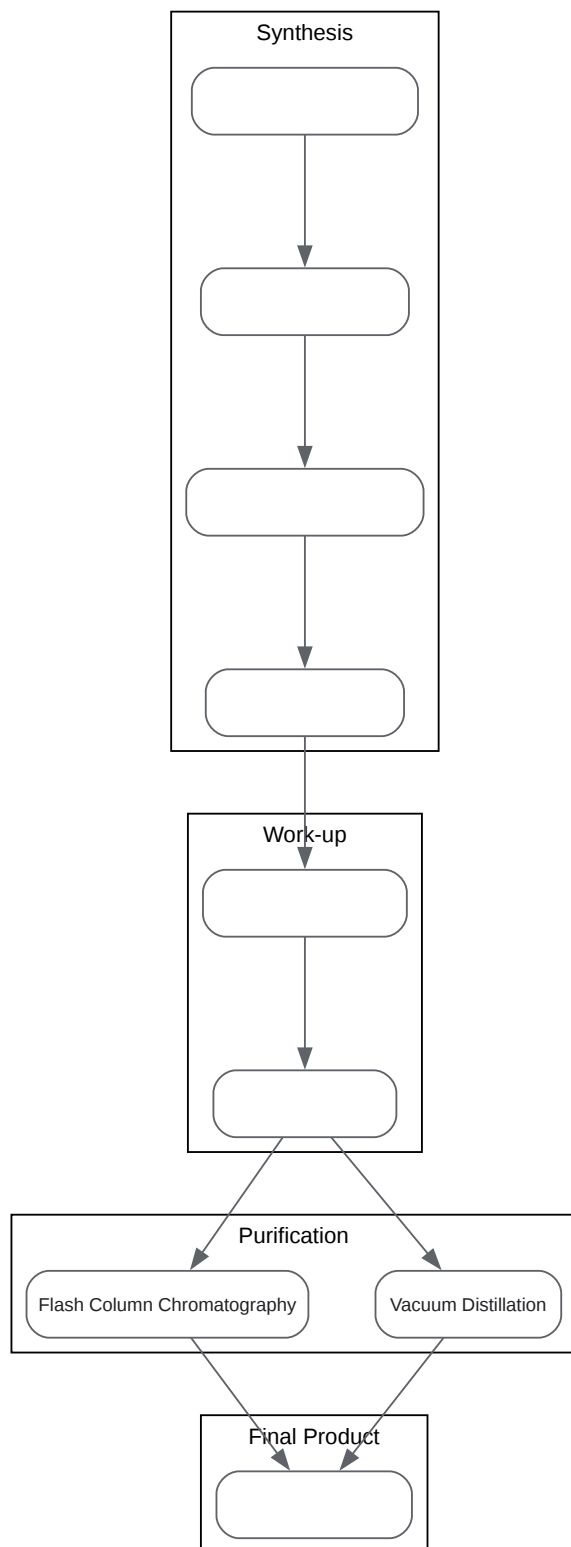 Synthesis
Work-up
Purification
Flash Column Chromatography
Vacuum Distillation
Final Product